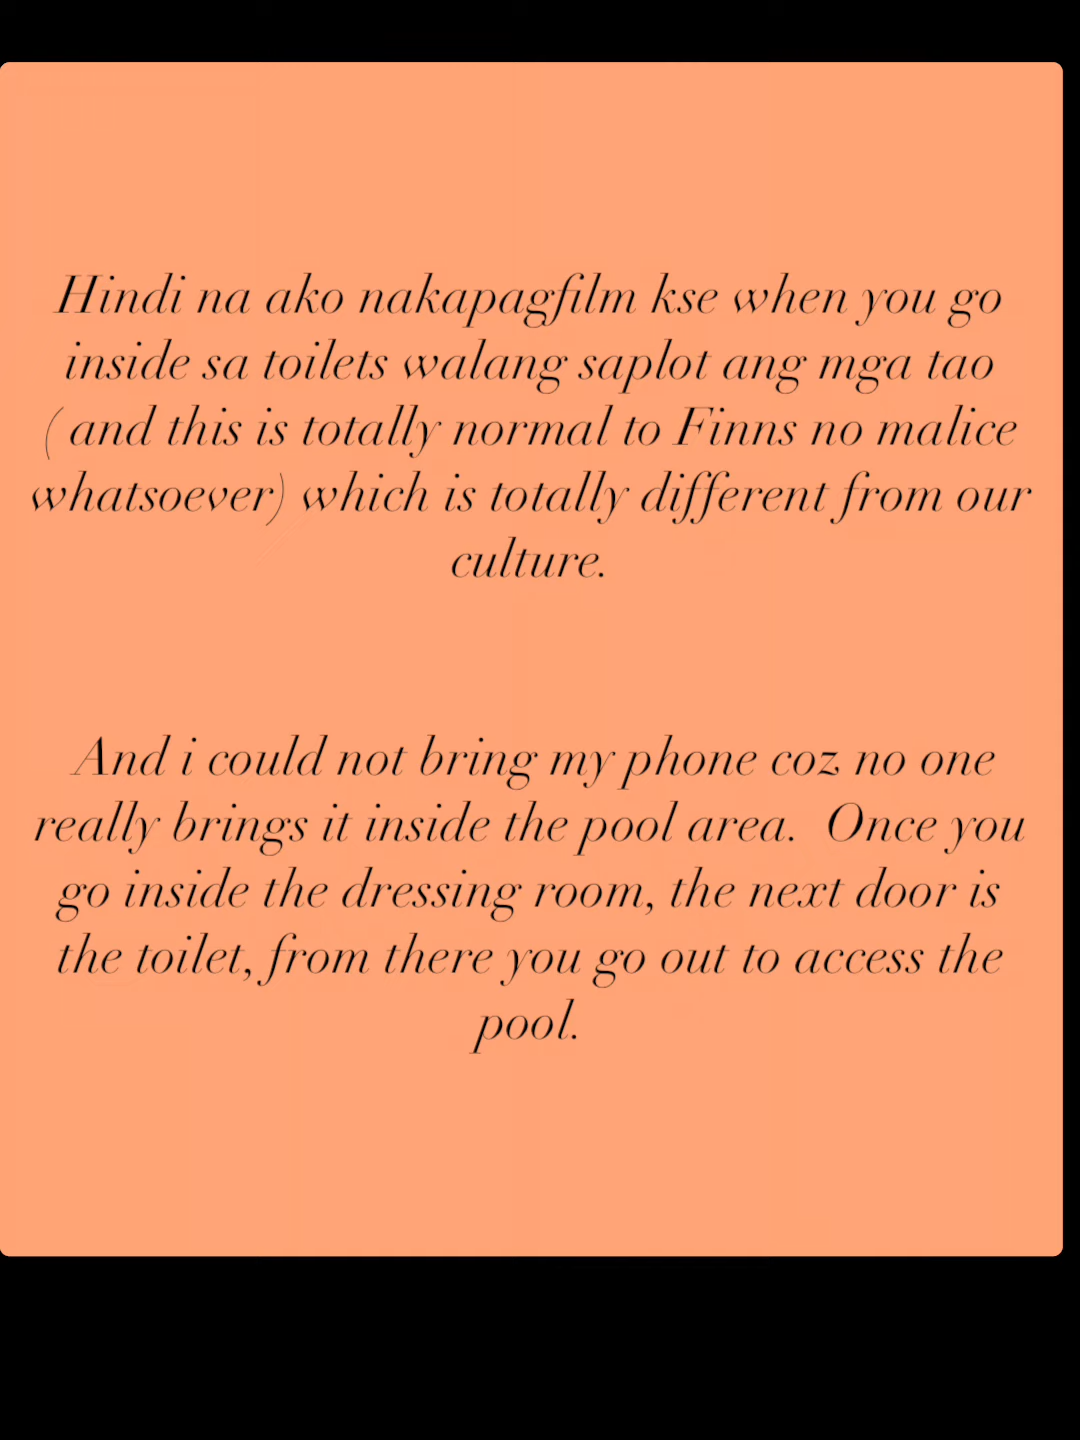 Hindi na ako nakapagfilm kse when you go
inside sa toilets walang saplot ang mga tao
( and this is totally normal to Finns no malice
whatsoever) which is totally different from our
culture.
And i could not bring my phone coz no one
really brings it inside the pool area.  Once you
go inside the dressing room, the next door is
the toilet, from there you go out to access the
pool.